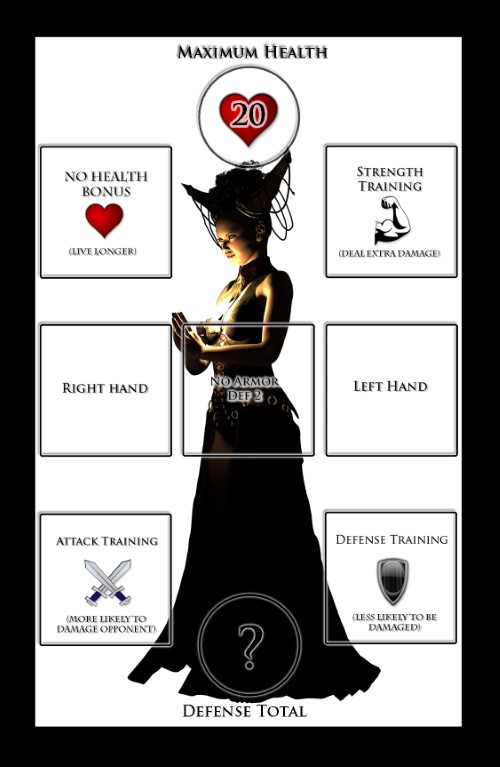 Maximum Health
20
No Health
Bonus
(Live Longer)
Strength
Training
(Deal Extra Damage)
Right Hand
No Armor
Def 2
Left Hand
Attack Training
(More Likely to
Damage Opponent)
Defense Training
(Less Likely to be
Damaged)
?
Defense Total